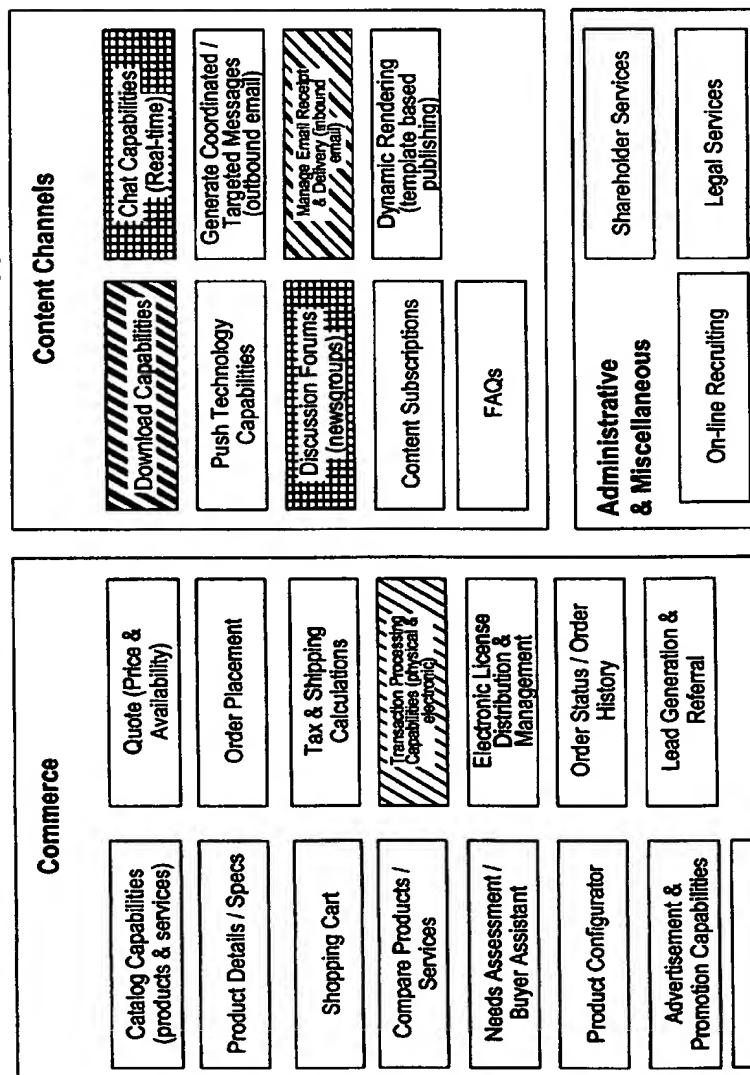 Commerce
Catalog Capabilities
(products & services)
Quote (Price &
Availability)
Product Details / Specs
Order Placement
Shopping Cart
Tax & Shipping
Calculations
Compare Products /
Services
Transaction Processing
Capabilities (physical &
electronic)
Needs Assessment /
Buyer Assistant
Electronic License
Distribution &
Management
Product Configurator
Order Status / Order
History
Advertisement &
Promotion Capabilities
Lead Generation &
Referral
Content Channels
Download Capabilities
Chat Capabilities
(Real-time)
Push Technology
Capabilities
Generate Coordinated /
Targeted Messages
(outbound email)
Discussion Forums
(newsgroups)
Manage Email Receipt
& Delivery (inbound
email)
Content Subscriptions
Dynamic Rendering
(template based
publishing)
FAQs
Administrative
& Miscellaneous
Shareholder Services
On-line Recruiting
Legal Services